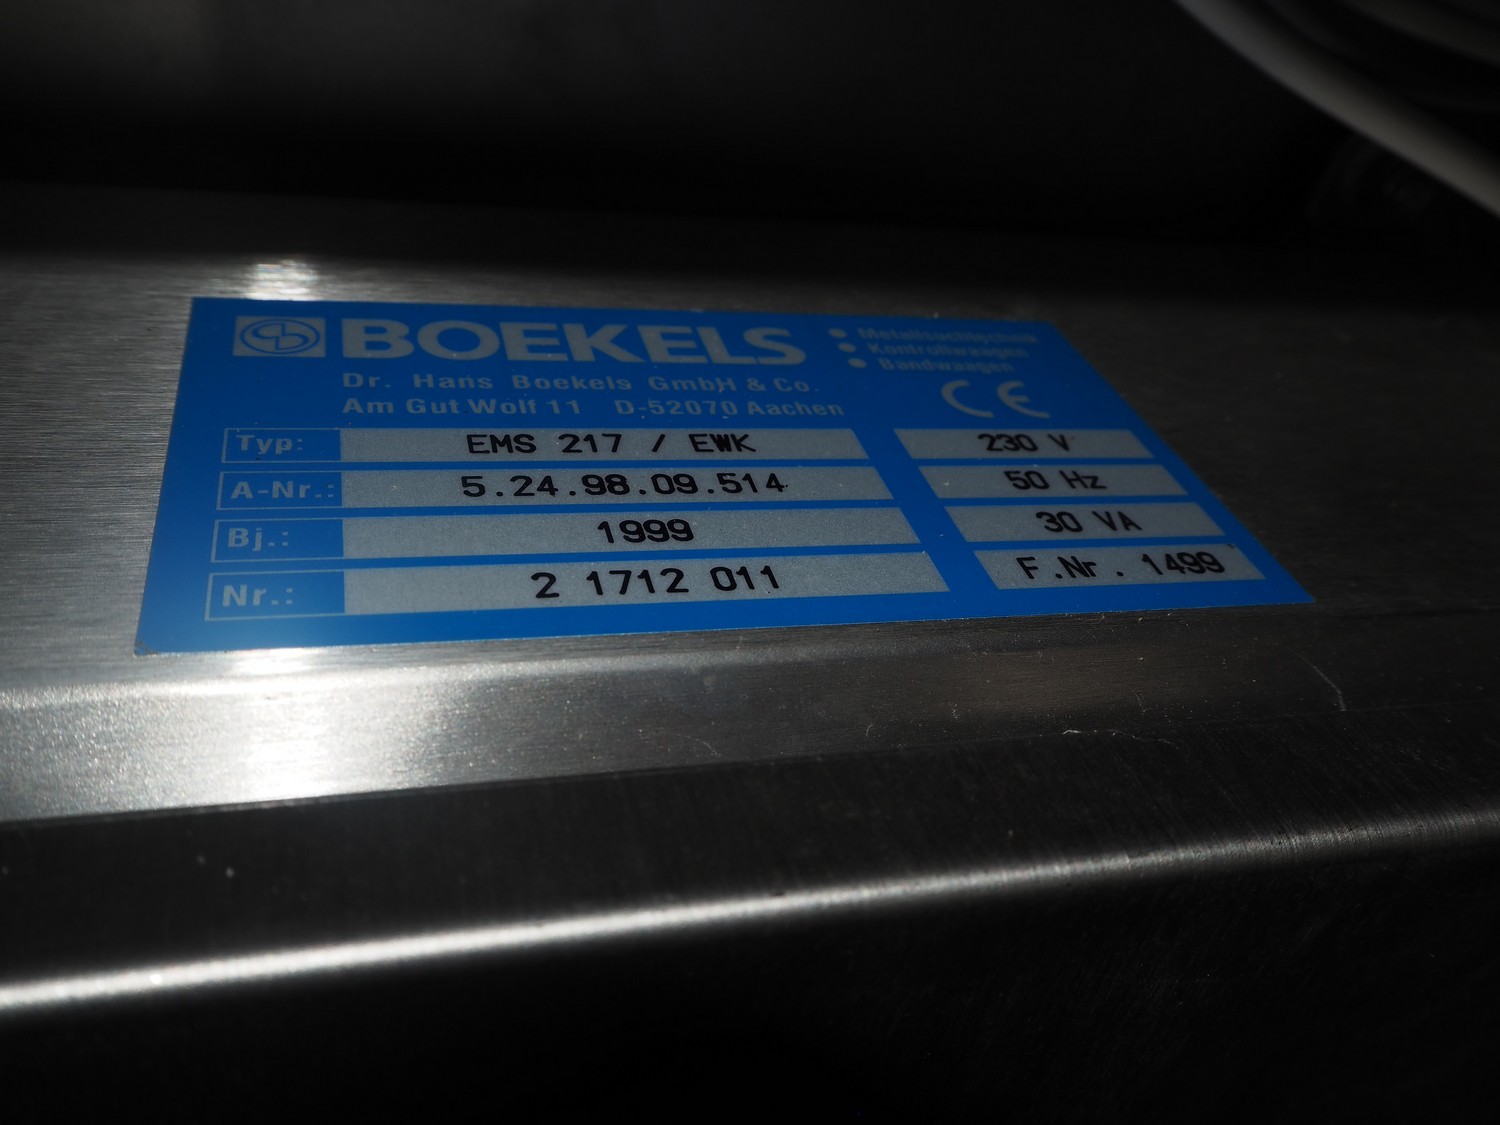 BOEKELS
Dr. Hans Boekels GmbH & Co.
Am Gut Wolf 11 D-52070 Aachen
• Metallsuchtechnik
• Kontrollwaagen
• Bandwaagen
CE
Typ: EMS 217 / EWK 230 V
A-Nr.: 5.24.98.09.514 50 Hz
Bj.: 1999 30 VA
Nr.: 2 1712 011 F.Nr. 1499